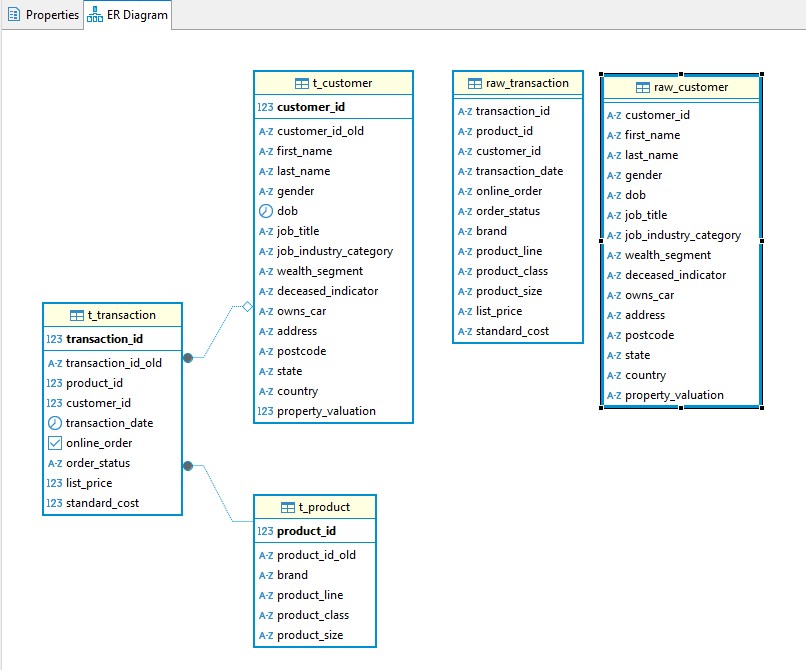 Properties
ER Diagram
t_customer
123 customer_id
A-Z customer_id_old
A-Z first_name
A-Z last_name
A-Z gender
dob
A-Z job_title
A-Z job_industry_category
A-Z wealth_segment
A-Z deceased_indicator
A-Z owns_car
A-Z address
A-Z postcode
A-Z state
A-Z country
123 property_valuation
raw_transaction
A-Z transaction_id
A-Z product_id
A-Z customer_id
A-Z transaction_date
A-Z online_order
A-Z order_status
A-Z brand
A-Z product_line
A-Z product_class
A-Z product_size
A-Z list_price
A-Z standard_cost
raw_customer
A-Z customer_id
A-Z first_name
A-Z last_name
A-Z gender
A-Z dob
A-Z job_title
A-Z job_industry_category
A-Z wealth_segment
A-Z deceased_indicator
A-Z owns_car
A-Z address
A-Z postcode
A-Z state
A-Z country
A-Z property_valuation
t_transaction
123 transaction_id
A-Z transaction_id_old
123 product_id
123 customer_id
transaction_date
online_order
A-Z order_status
123 list_price
123 standard_cost
t_product
123 product_id
A-Z product_id_old
A-Z brand
A-Z product_line
A-Z product_class
A-Z product_size